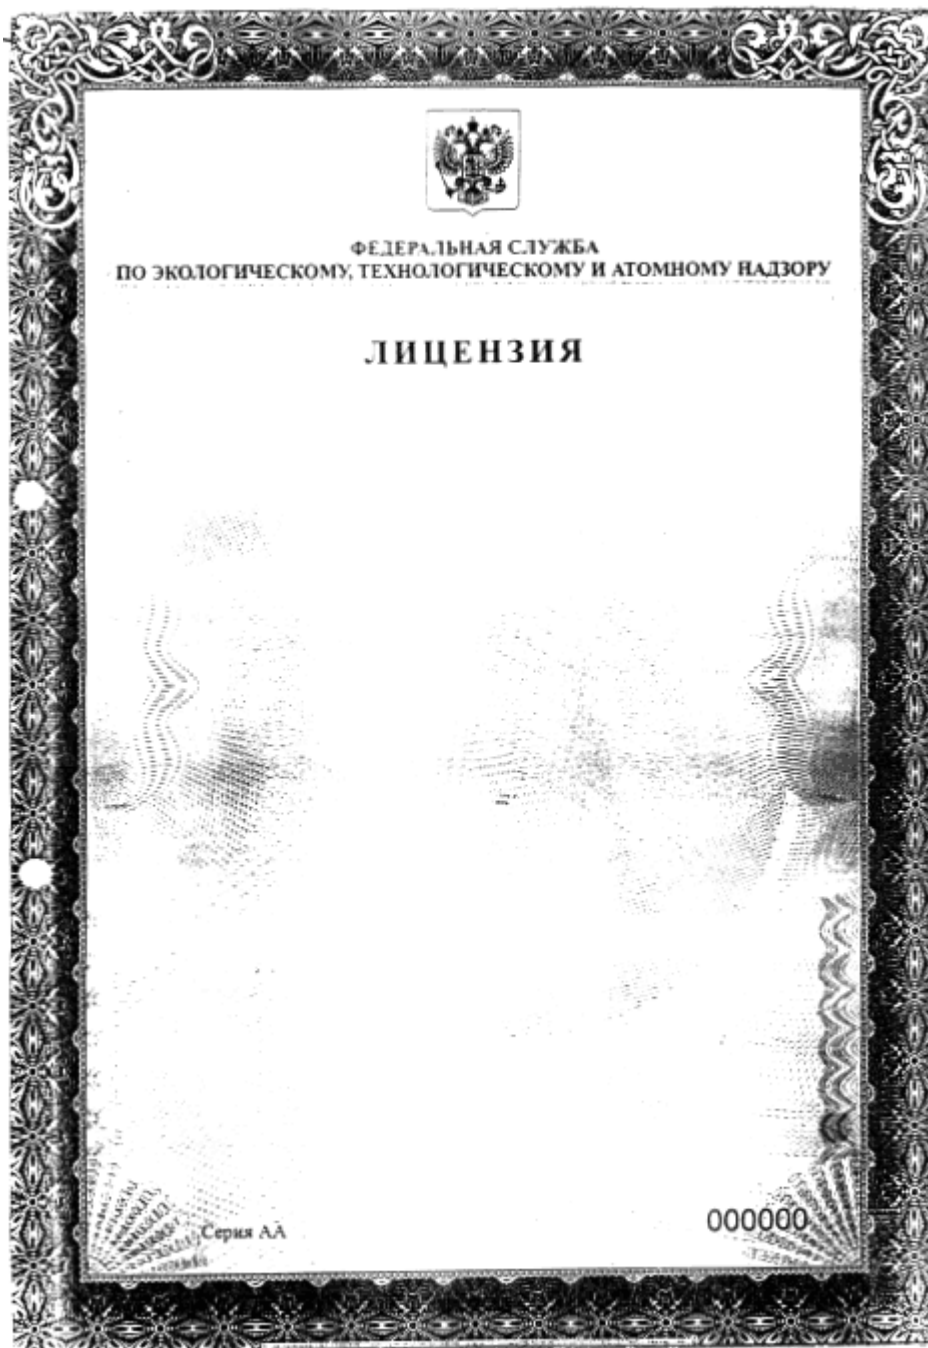 ФЕДЕРАЛЬНАЯ СЛУЖБА
ПО ЭКОЛОГИЧЕСКОМУ, ТЕХНОЛОГИЧЕСКОМУ И АТОМНОМУ НАДЗОРУ
ЛИЦЕНЗИЯ
Серия АА
000000